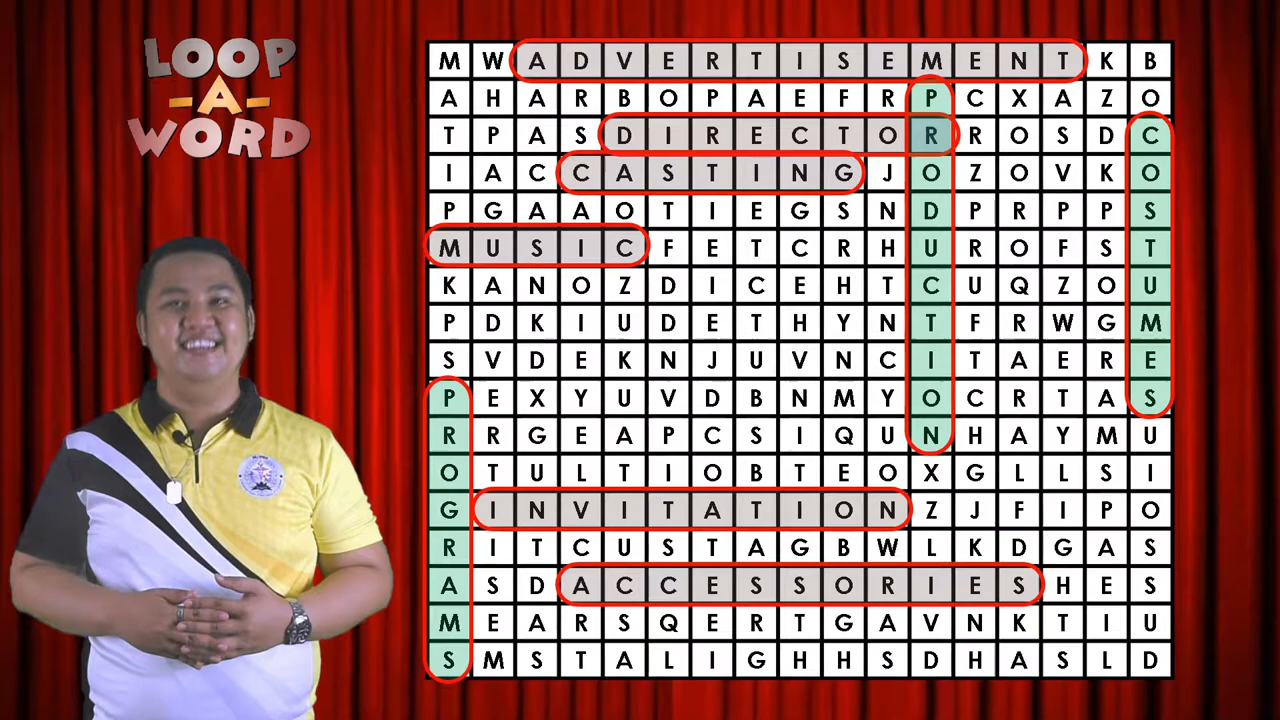 LOOP
-A-
WORD
M W A D V E R T I S E M E N T K B
A H A R B O P A E F R P C X A Z O
T P A S D I R E C T O R R O S D C
I A C C A S T I N G J O Z O V K O
P G A A O T I E G S N D P R P P S
M U S I C F E T C R H U R O F S T
K A N O Z D I C E H T C U Q Z O U
P D K I U D E T H Y N T F R W G M
S V D E K N J U V N C I T A E R E
P E X Y U V D B N M Y O C R T A S
R R G E A P C S I Q U N H A Y M U
O T U L T I O B T E O X G L L S I
G I N V I T A T I O N Z J F I P O
R I T C U S T A G B W L K D G A S
A S D A C C E S S O R I E S H E S
M E A R S Q E R T G A V N K T I U
S M S T A L I G H H S D H A S L D